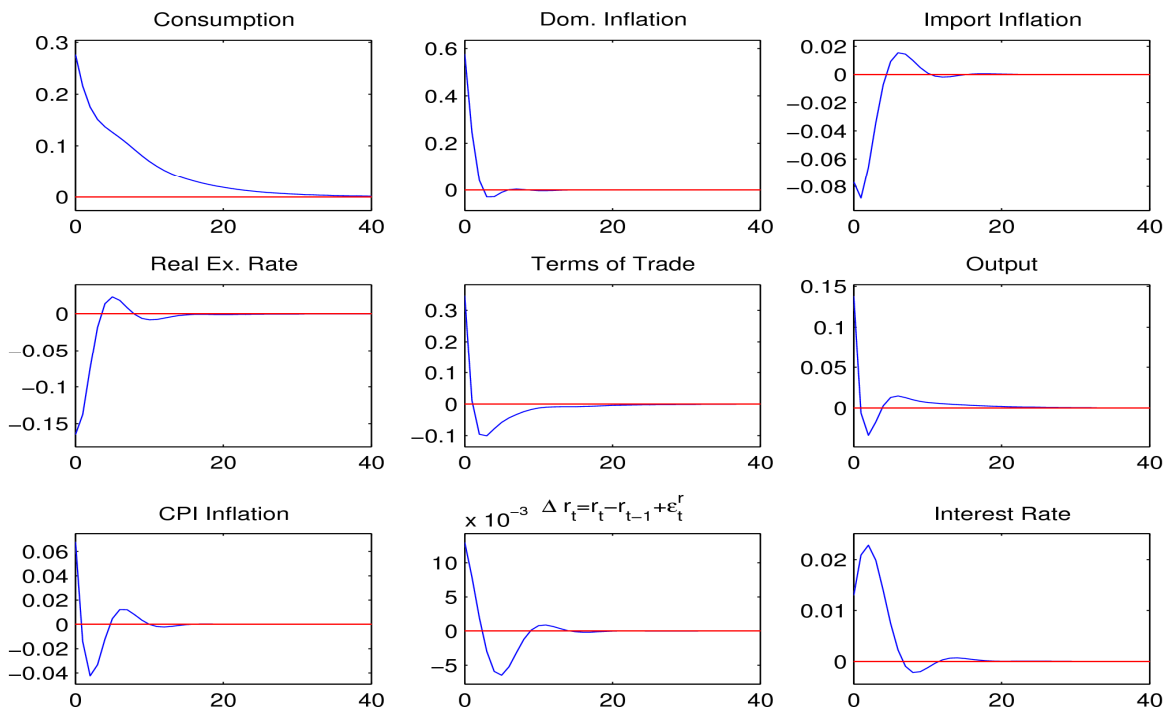 Consumption
Dom. Inflation
Import Inflation
0.3
0.2
0.1
0
0 20 40
0.6
0.4
0.2
0
0 20 40
0.02
0
−0.02
−0.04
−0.06
−0.08
0 20 40
Real Ex. Rate
Terms of Trade
Output
0
−0.05
−0.1
−0.15
0 20 40
0.3
0.2
0.1
0
−0.1
0 20 40
0.15
0.1
0.05
0
0 20 40
CPI Inflation
x 10⁻³ Δ rₜ=rₜ−rₜ₋₁+εₜʳ
Interest Rate
0.06
0.04
0.02
0
−0.02
−0.04
0 20 40
10
5
0
−5
0 20 40
0.02
0.01
0
0 20 40